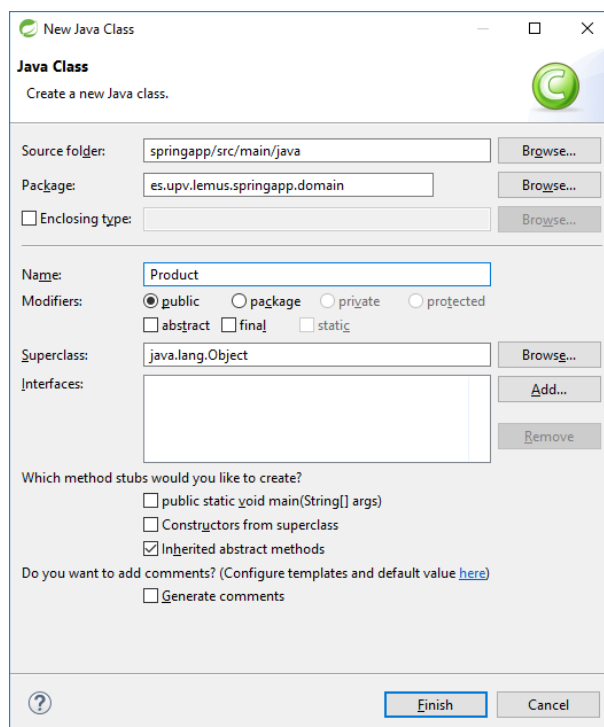 New Java Class
Java Class
Create a new Java class.
C
Source folder: springapp/src/main/java Browse...
Package: es.upv.lemus.springapp.domain Browse...
Enclosing type: Browse...
Name: Product
Modifiers: public package private protected
abstract final static
Superclass: java.lang.Object Browse...
Interfaces: Add...
Remove
Which method stubs would you like to create?
public static void main(String[] args)
Constructors from superclass
Inherited abstract methods
Do you want to add comments? (Configure templates and default value here)
Generate comments
? Finish Cancel